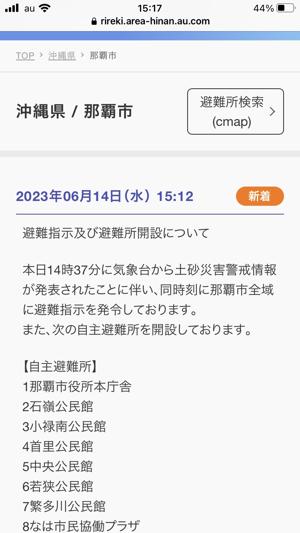 au 15:17 44%
rireki.area-hinan.au.com
TOP > 沖縄県 > 那覇市
沖縄県 / 那覇市
避難所検索
(cmap)
2023年06月14日(水) 15:12
新着
避難指示及び避難所開設について
本日14時37分に気象台から土砂災害警戒情報
が発表されたことに伴い、同時刻に那覇市全域
に避難指示を発令しております。
また、次の自主避難所を開設しております。
【自主避難所】
1那覇市役所本庁舎
2石嶺公民館
3小禄南公民館
4首里公民館
5中央公民館
6若狭公民館
7繁多川公民館
8なは市民協働プラザ